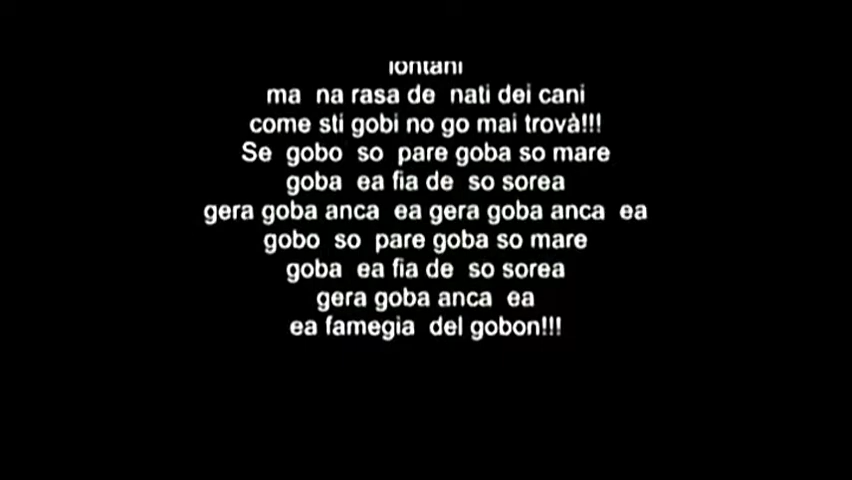 lontani
ma na rasa de nati dei cani
come sti gobi no go mai trovà!!!
Se gobo so pare goba so mare
goba ea fia de so sorea
gera goba anca ea gera goba anca ea
gobo so pare goba so mare
goba ea fia de so sorea
gera goba anca ea
ea famegia del gobon!!!